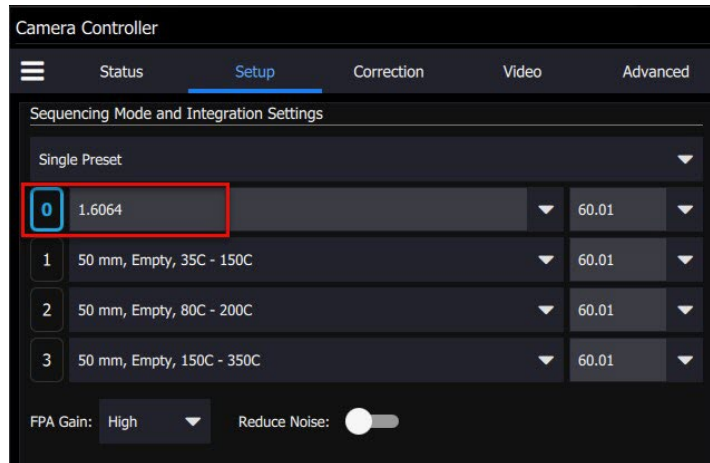 Camera Controller
Status Setup Correction Video Advanced
Sequencing Mode and Integration Settings
Single Preset
0 1.6064 60.01
1 50 mm, Empty, 35C - 150C 60.01
2 50 mm, Empty, 80C - 200C 60.01
3 50 mm, Empty, 150C - 350C 60.01
FPA Gain: High Reduce Noise: